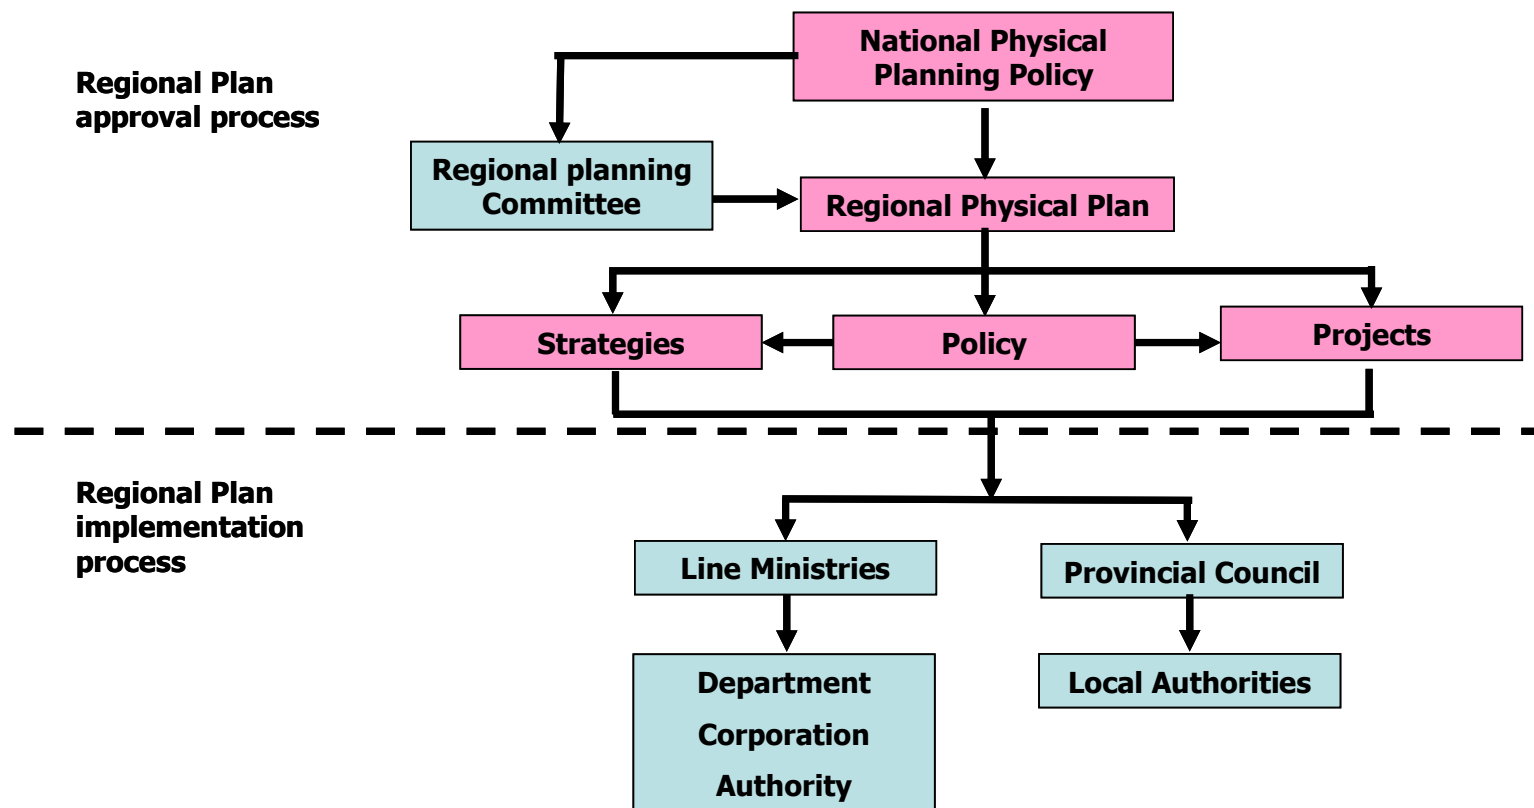 National Physical
Planning Policy
Regional Plan
approval process
Regional planning
Committee
Regional Physical Plan
Strategies
Policy
Projects
Regional Plan
implementation
process
Line Ministries
Provincial Council
Department
Corporation
Authority
Local Authorities